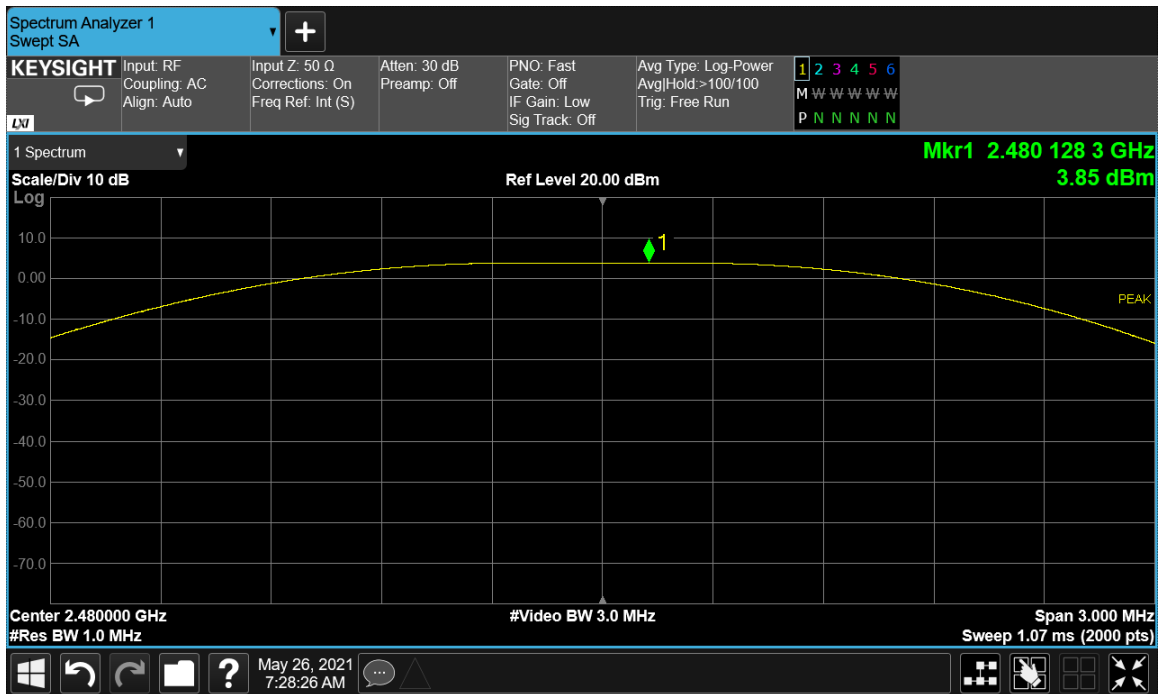 Spectrum Analyzer 1
Swept SA
▼
+
KEYSIGHT
LXI
Input: RF
Coupling: AC
Align: Auto
Input Z: 50 Ω
Corrections: On
Freq Ref: Int (S)
Atten: 30 dB
Preamp: Off
PNO: Fast
Gate: Off
IF Gain: Low
Sig Track: Off
Avg Type: Log-Power
Avg|Hold:>100/100
Trig: Free Run
1 2 3 4 5 6
M W W W W W
P N N N N N
1 Spectrum ▼
Mkr1 2.480 128 3 GHz
Scale/Div 10 dB
Ref Level 20.00 dBm
3.85 dBm
Log
1
10.0
0.00
PEAK
-10.0
-20.0
-30.0
-40.0
-50.0
-60.0
-70.0
Center 2.480000 GHz
#Video BW 3.0 MHz
Span 3.000 MHz
#Res BW 1.0 MHz
Sweep 1.07 ms (2000 pts)
?
May 26, 2021
7:28:26 AM